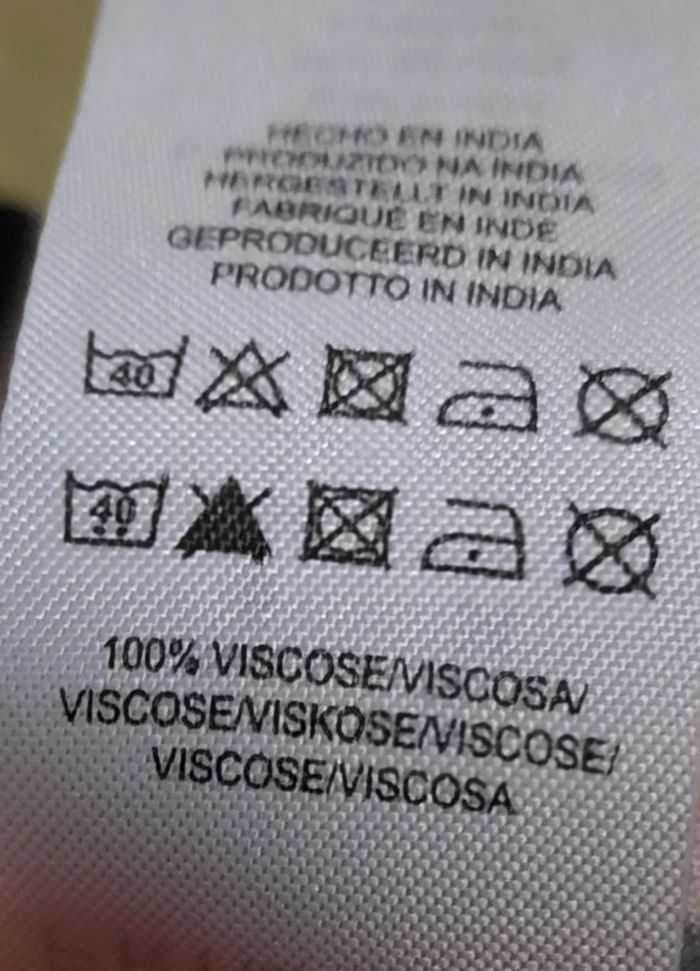 HECHO EN INDIA
PRODUZIDO NA ÍNDIA
HERGESTELLT IN INDIA
FABRIQUÉ EN INDE
GEPRODUCEERD IN INDIA
PRODOTTO IN INDIA
40
40
100% VISCOSE/VISCOSA/
VISCOSE/VISKOSE/VISCOSE/
VISCOSE/VISCOSA